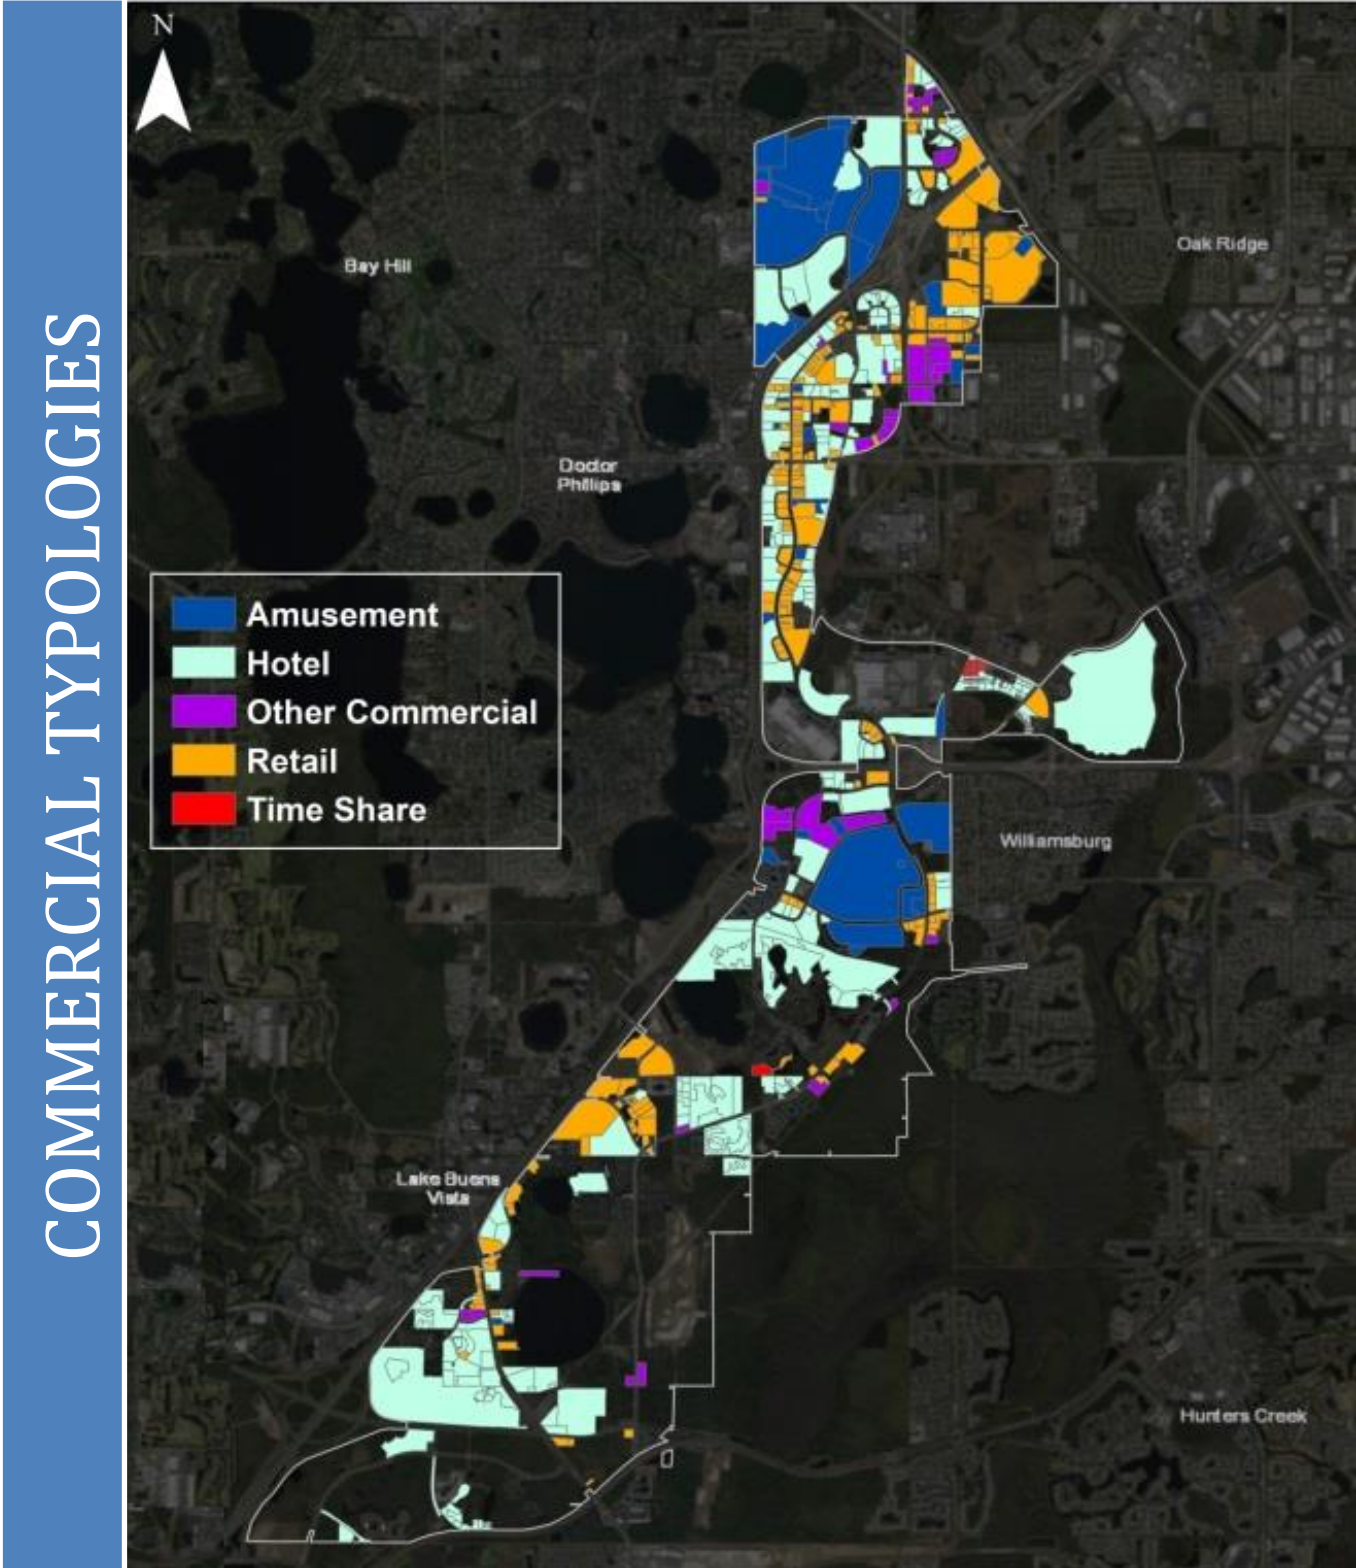 COMMERCIAL TYPOLOGIES
N
Oak Ridge
Bay Hill
Doctor
Phillips
Amusement
Hotel
Other Commercial
Retail
Time Share
Williamsburg
Lake Buena
Vista
Hunters Creek